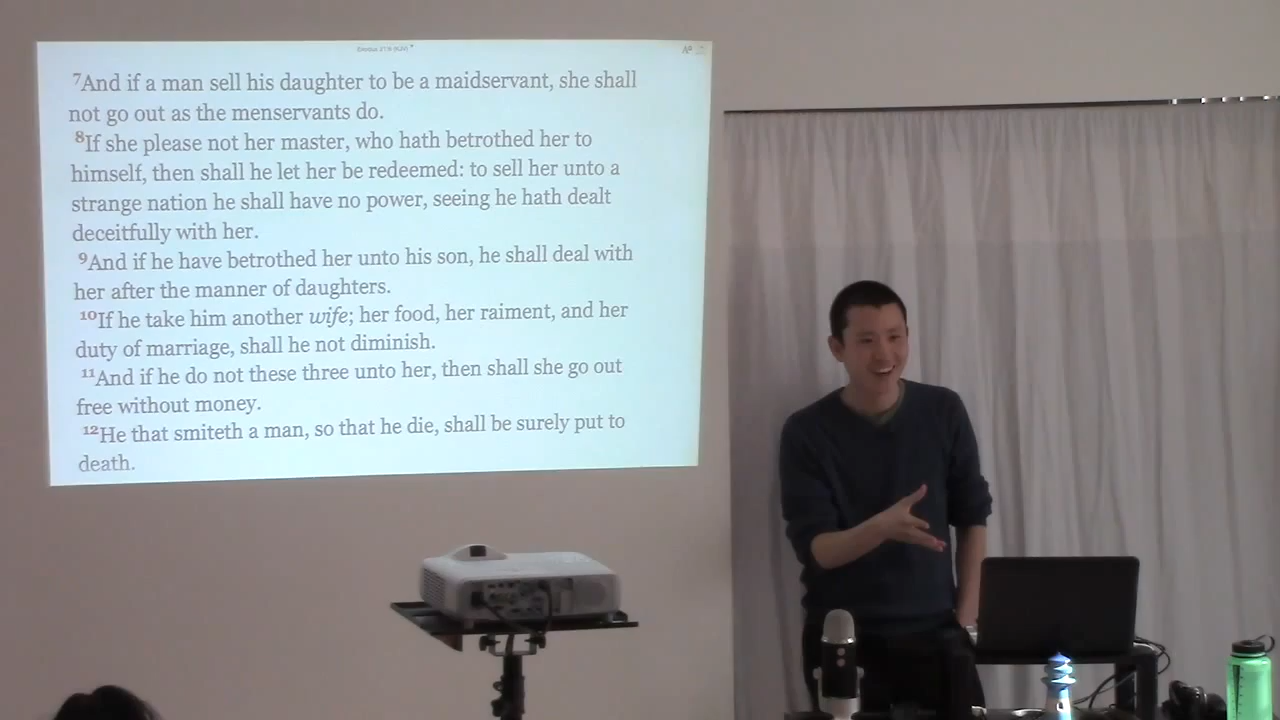 Exodus 21:9 (KJV)
Aa
7And if a man sell his daughter to be a maidservant, she shall
not go out as the menservants do.
8If she please not her master, who hath betrothed her to
himself, then shall he let her be redeemed: to sell her unto a
strange nation he shall have no power, seeing he hath dealt
deceitfully with her.
9And if he have betrothed her unto his son, he shall deal with
her after the manner of daughters.
10If he take him another wife; her food, her raiment, and her
duty of marriage, shall he not diminish.
11And if he do not these three unto her, then shall she go out
free without money.
12He that smiteth a man, so that he die, shall be surely put to
death.